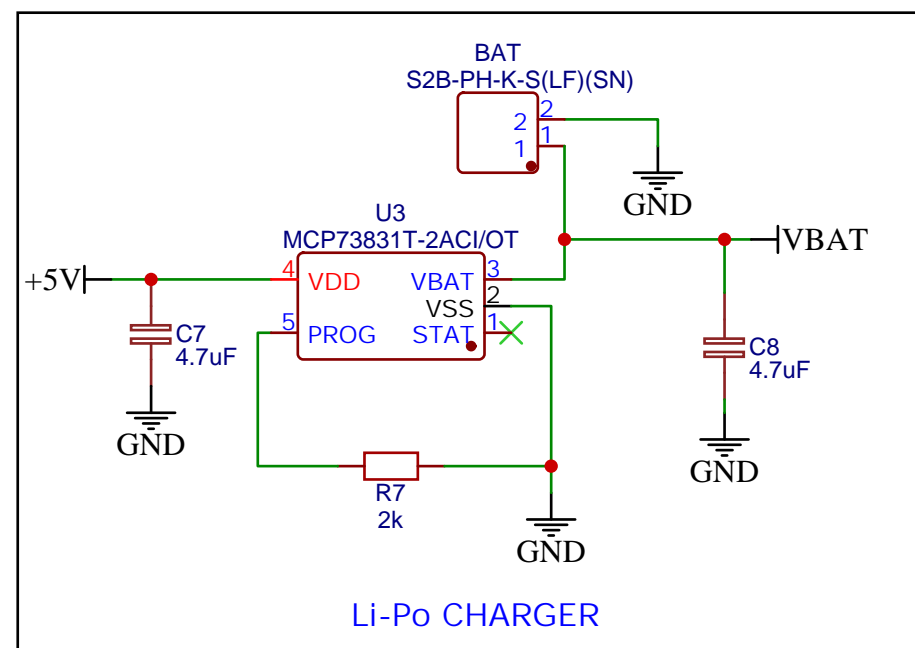 BAT
S2B-PH-K-S(LF)(SN)
2
2
1
1
GND
U3
MCP73831T-2ACI/OT
+5V
4
VDD
VBAT
3
VSS
2
5
PROG
STAT
1
VBAT
C7
4.7uF
GND
C8
4.7uF
GND
R7
2k
GND
Li-Po CHARGER